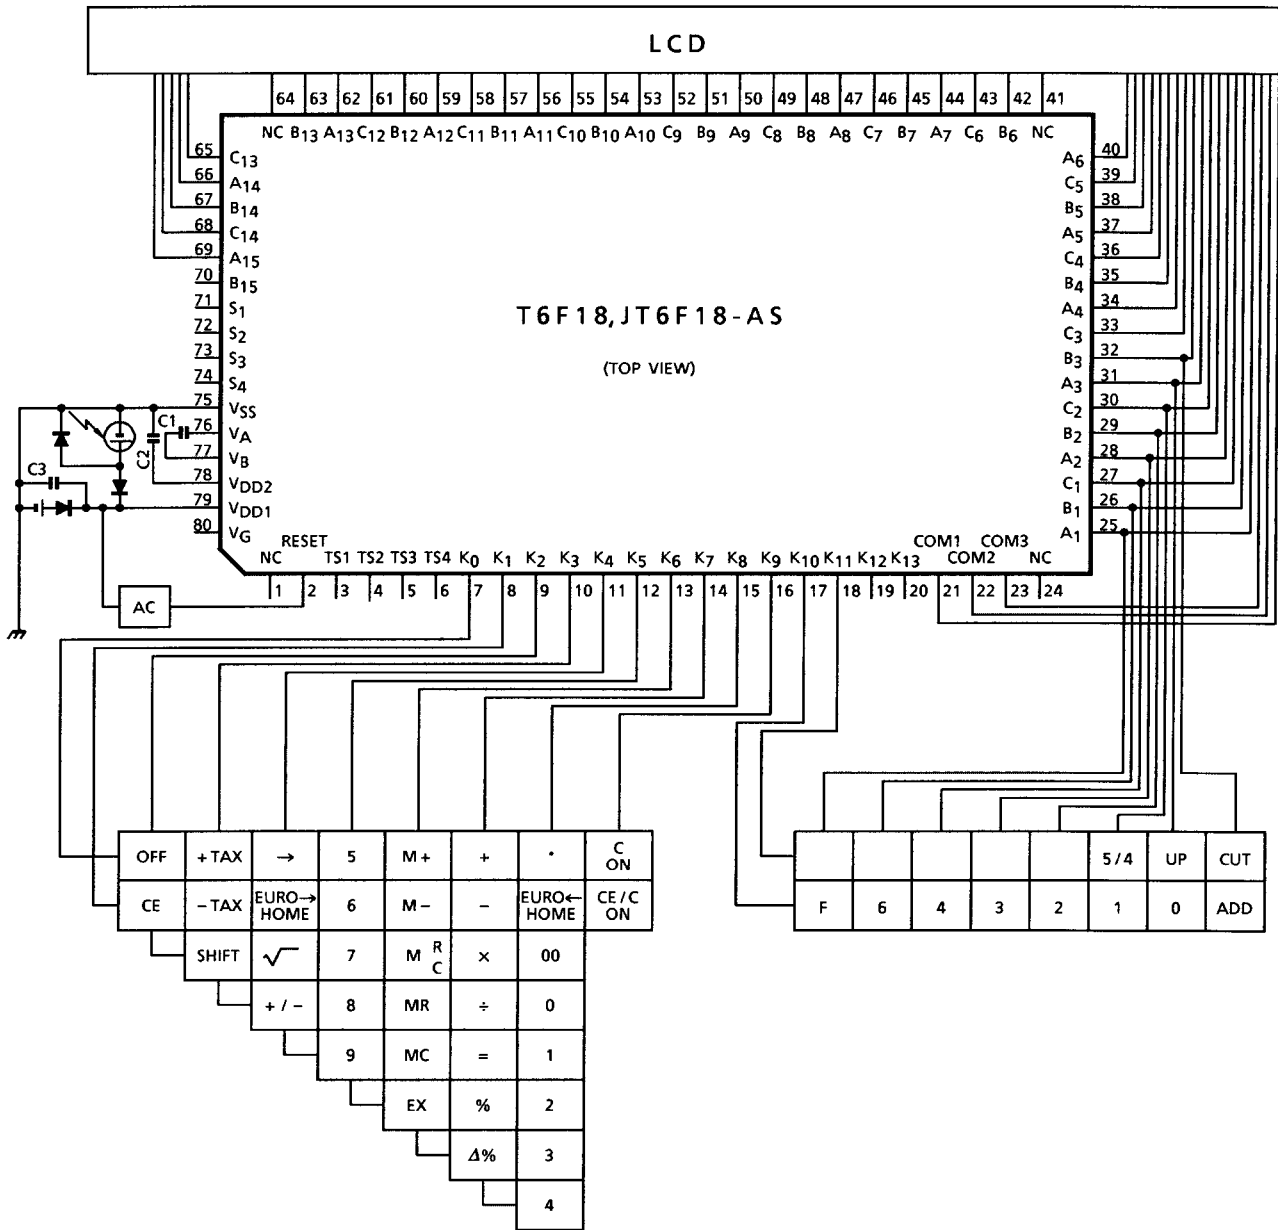 LCD
64 63 62 61 60 59 58 57 56 55 54 53 52 51 50 49 48 47 46 45 44 43 42 41
NC B13 A13 C12 B12 A12 C11 B11 A11 C10 B10 A10 C9 B9 A9 C8 B8 A8 C7 B7 A7 C6 B6 NC
65 C13 A6 40
66 A14 C5 39
67 B14 B5 38
68 C14 A5 37
69 A15 C4 36
70 B15 B4 35
71 S1 A4 34
72 S2 C3 33
73 S3 B3 32
74 S4 A3 31
75 VSS C2 30
76 VA B2 29
77 VB A2 28
78 VDD2 C1 27
79 VDD1 B1 26
80 VG A1 25
T6F18, JT6F18-AS
(TOP VIEW)
C1
C2
C3
NC RESET TS1 TS2 TS3 TS4 K0 K1 K2 K3 K4 K5 K6 K7 K8 K9 K10 K11 K12 K13 COM1 COM2 COM3 NC
1 2 3 4 5 6 7 8 9 10 11 12 13 14 15 16 17 18 19 20 21 22 23 24
AC
OFF +TAX → 5 M+ + · C ON
CE -TAX EURO→ HOME 6 M- - EURO← HOME CE/C ON
SHIFT √ 7 M R C × 00
+/- 8 MR ÷ 0
9 MC = 1
EX % 2
Δ% 3
4
5/4 UP CUT
F 6 4 3 2 1 0 ADD